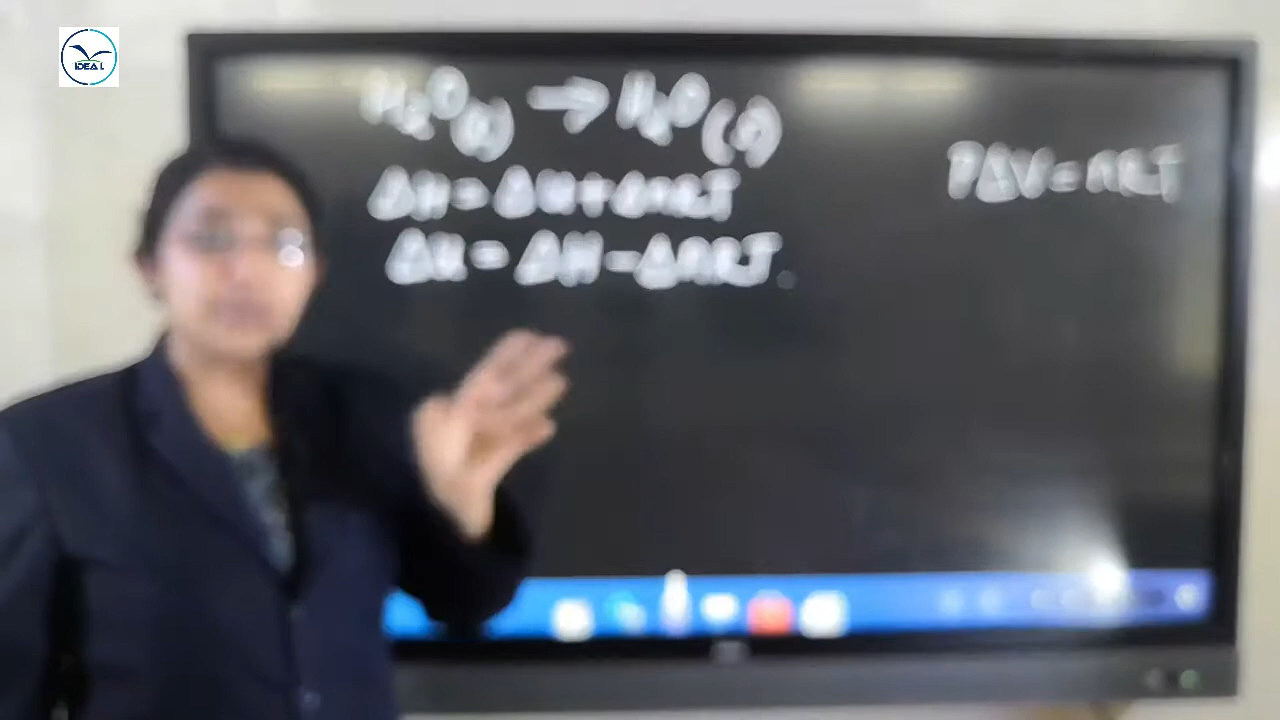 IDEAL
H₂O(g) → H₂O(l)
ΔH = ΔU + ΔnRT
ΔU = ΔH - ΔnRT
PΔV = nRT